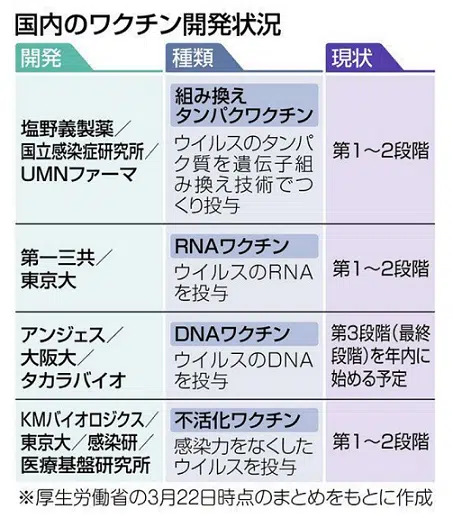 国内のワクチン開発状況
開発
種類
現状
塩野義製薬／
国立感染症研究所／
UMNファーマ
組み換え
タンパクワクチン
ウイルスのタンパ
ク質を遺伝子組
み換え技術でつ
くり投与
第1〜2段階
第一三共／
東京大
RNAワクチン
ウイルスのRNA
を投与
第1〜2段階
アンジェス／
大阪大／
タカラバイオ
DNAワクチン
ウイルスのDNA
を投与
第3段階(最終
段階)を年内に
始める予定
KMバイオロジクス／
東京大／感染研／
医療基盤研究所
不活化ワクチン
感染力をなくした
ウイルスを投与
第1〜2段階
※厚生労働省の3月22日時点のまとめをもとに作成